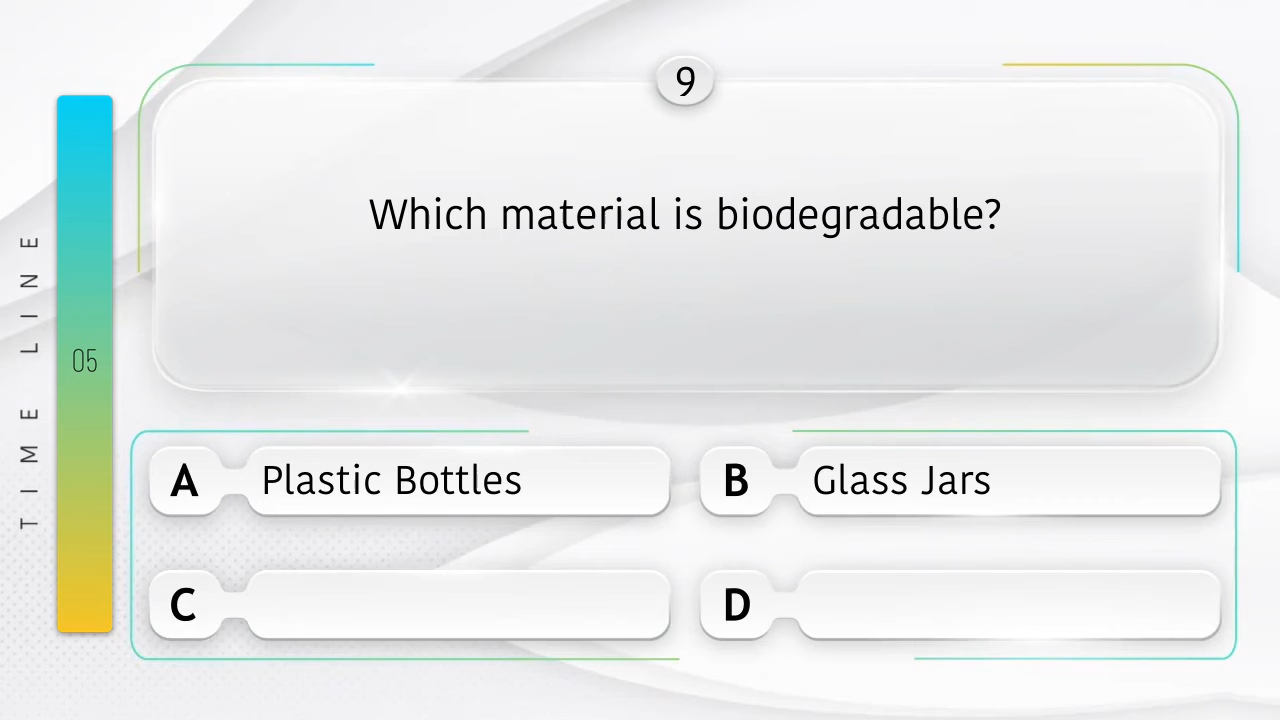 9
Which material is biodegradable?
TIME LINE
05
A Plastic Bottles
B Glass Jars
C
D